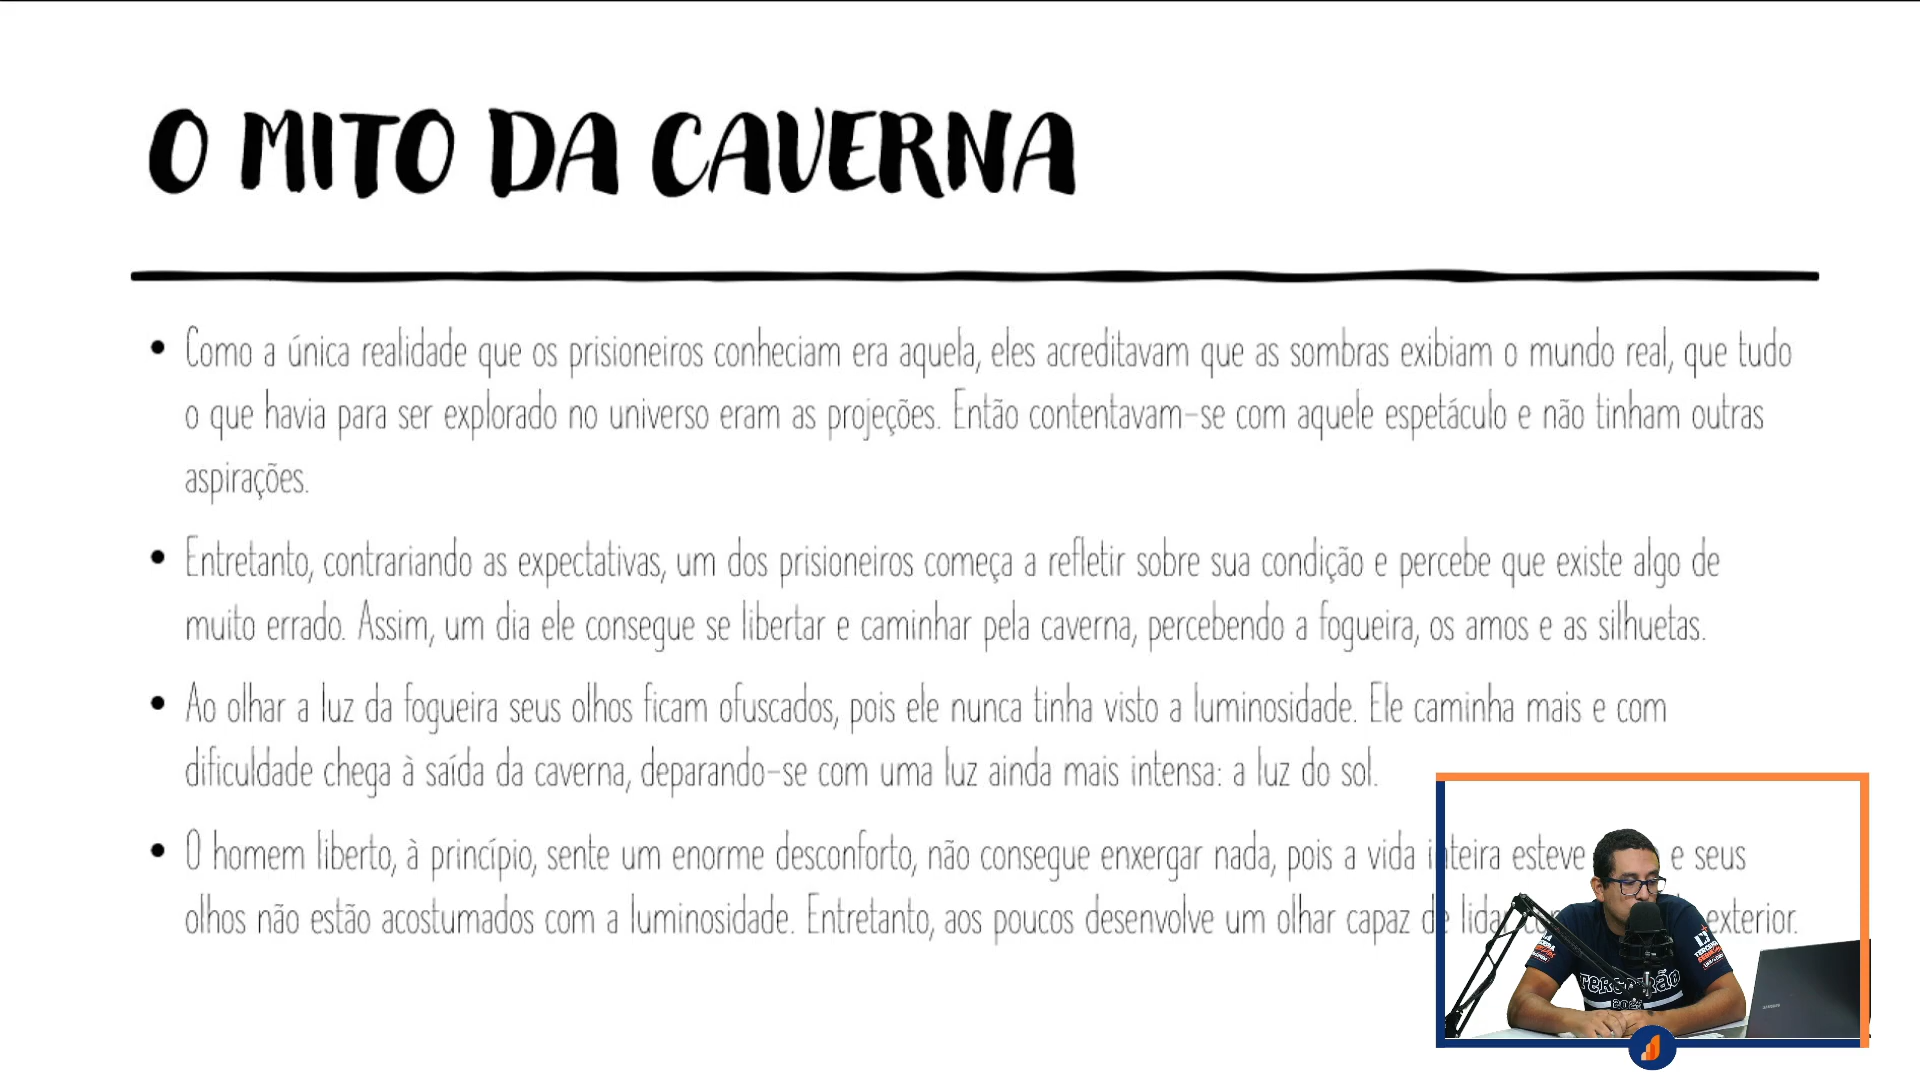 O MITO DA CAVERNA
• Como a única realidade que os prisioneiros conheciam era aquela, eles acreditavam que as sombras exibiam o mundo real, que tudo
o que havia para ser explorado no universo eram as projeções. Então contentavam-se com aquele espetáculo e não tinham outras
aspirações.
• Entretanto, contrariando as expectativas, um dos prisioneiros começa a refletir sobre sua condição e percebe que existe algo de
muito errado. Assim, um dia ele consegue se libertar e caminhar pela caverna, percebendo a fogueira, os amos e as silhuetas.
• Ao olhar a luz da fogueira seus olhos ficam ofuscados, pois ele nunca tinha visto a luminosidade. Ele caminha mais e com
dificuldade chega à saída da caverna, deparando-se com uma luz ainda mais intensa: a luz do sol.
• O homem liberto, à princípio, sente um enorme desconforto, não consegue enxergar nada, pois a vida inteira esteve e seus
olhos não estão acostumados com a luminosidade. Entretanto, aos poucos desenvolve um olhar capaz de lidar exterior.
SAMSUNG